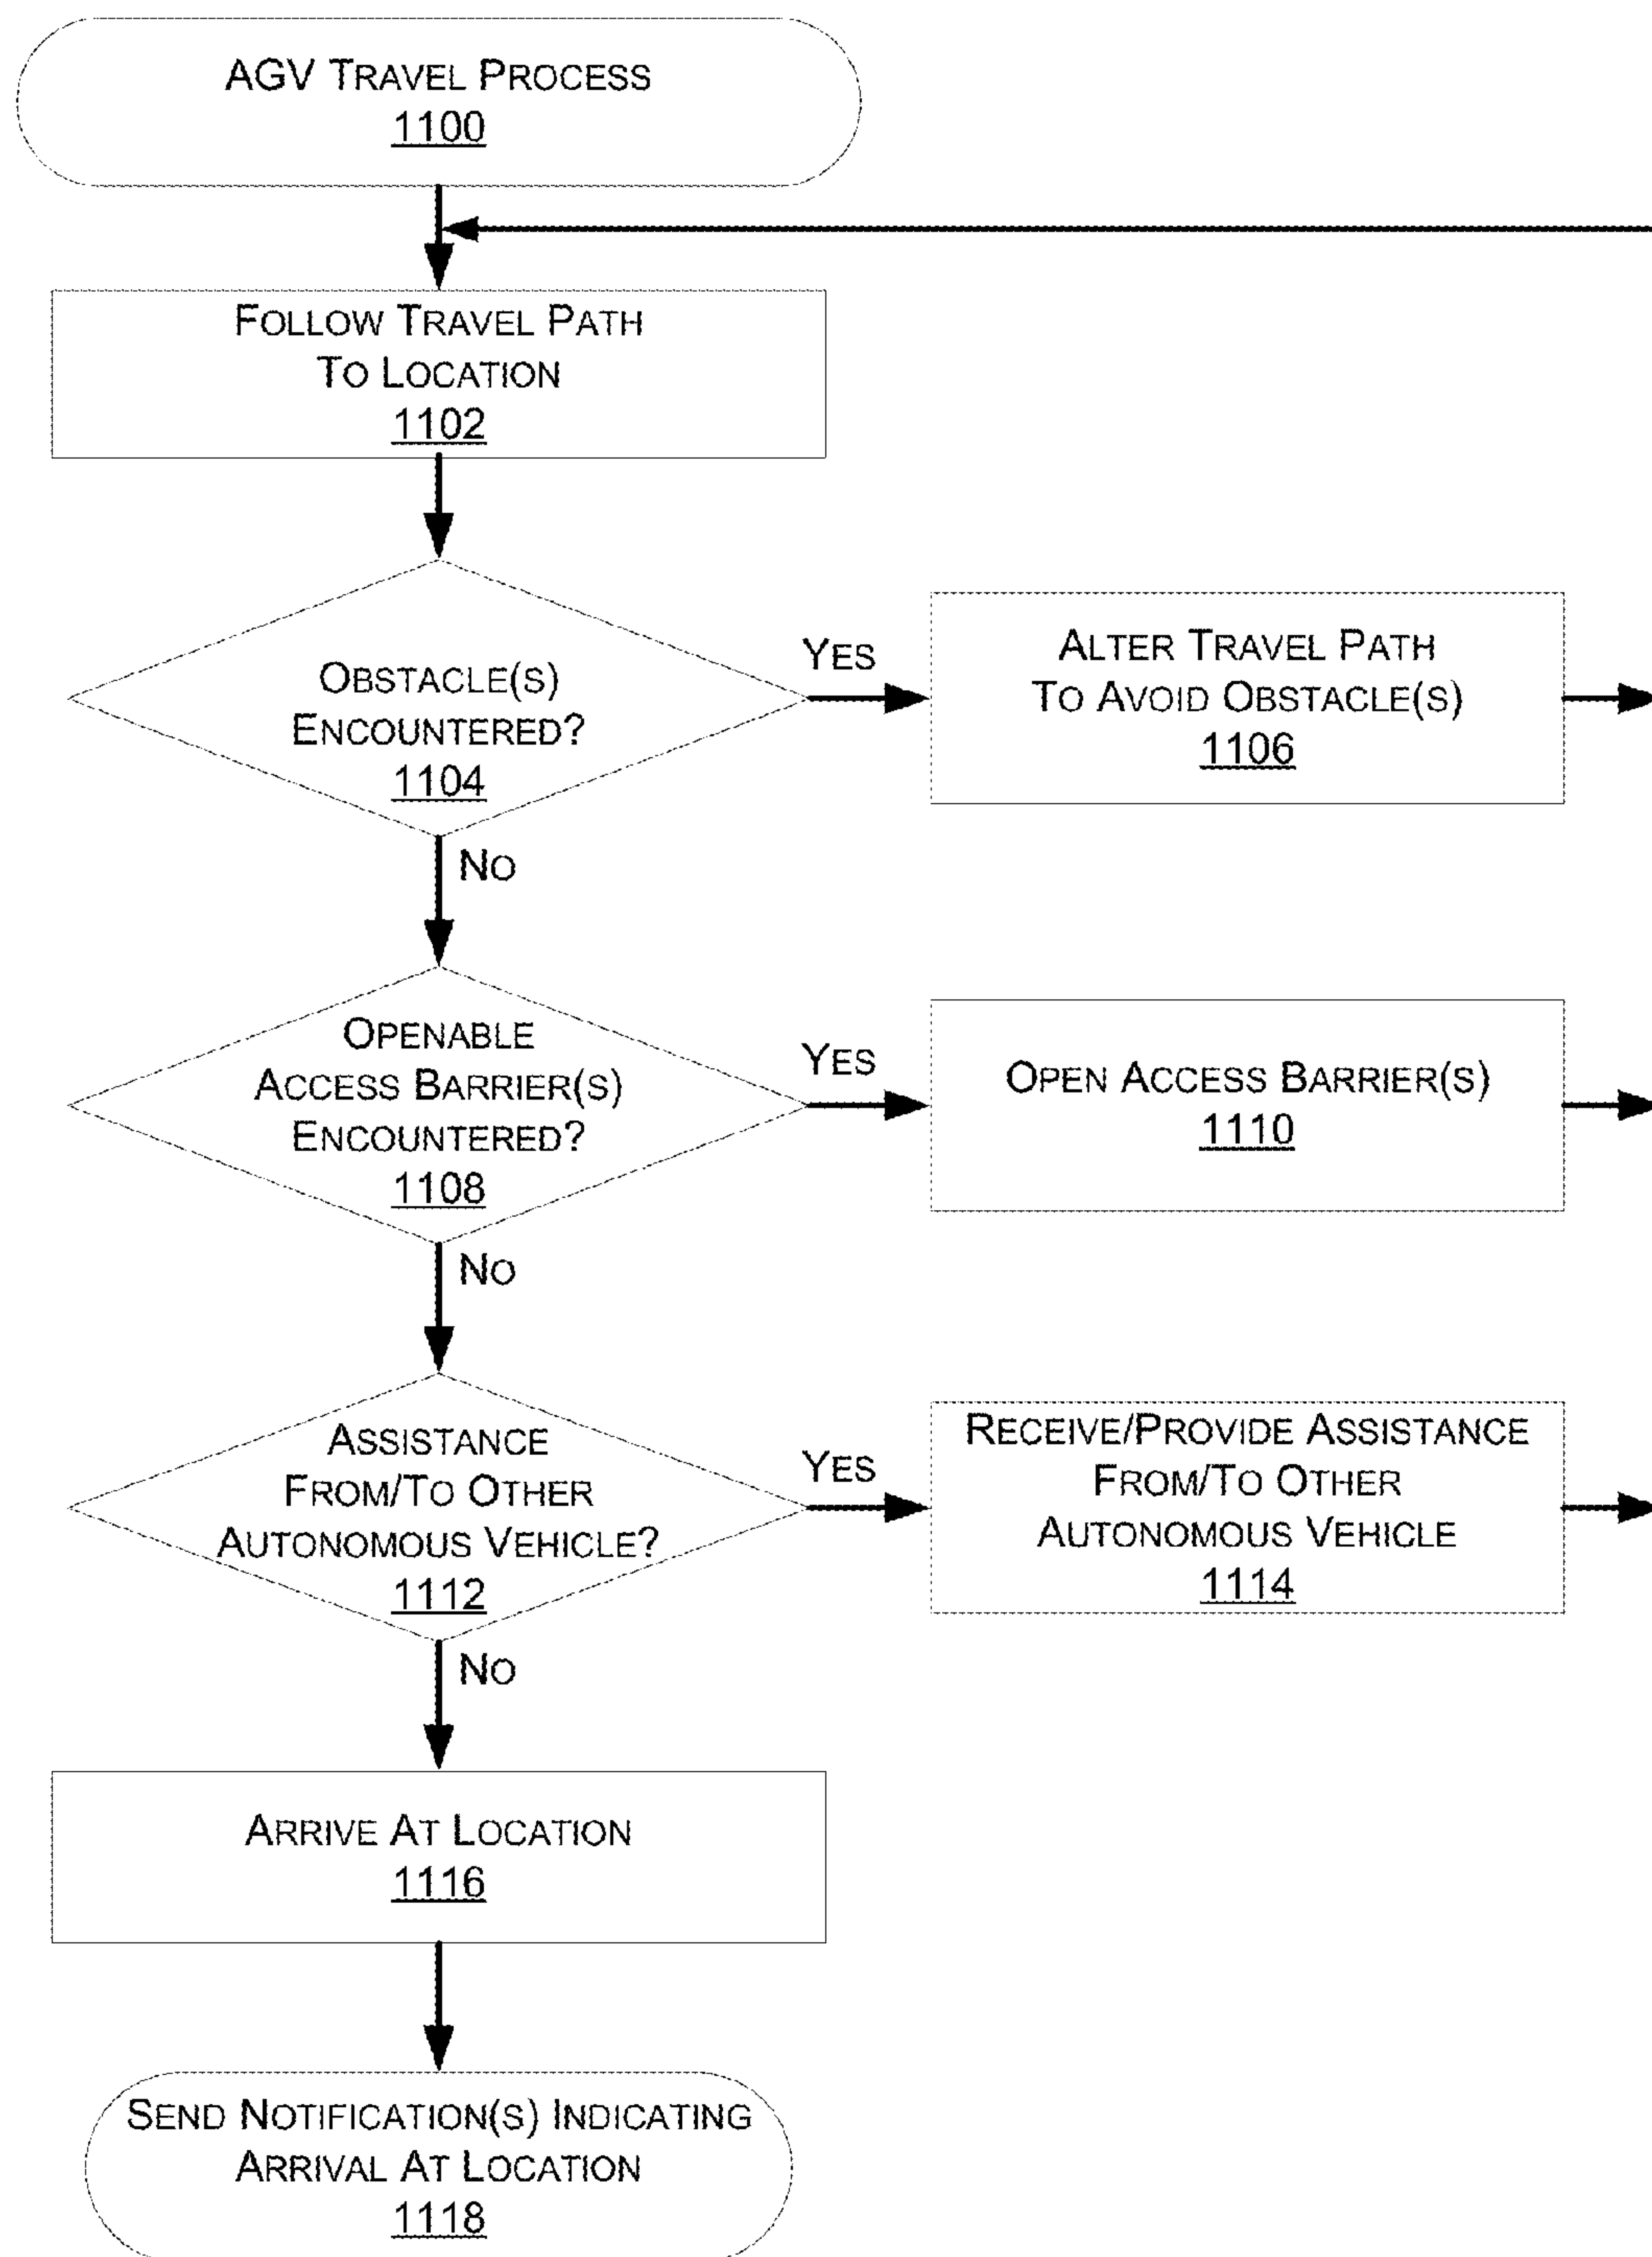 AGV TRAVEL PROCESS
1100
FOLLOW TRAVEL PATH
TO LOCATION
1102
OBSTACLE(S)
ENCOUNTERED?
1104
YES
ALTER TRAVEL PATH
TO AVOID OBSTACLE(S)
1106
NO
OPENABLE
ACCESS BARRIER(S)
ENCOUNTERED?
1108
YES
OPEN ACCESS BARRIER(S)
1110
NO
ASSISTANCE
FROM/TO OTHER
AUTONOMOUS VEHICLE?
1112
YES
RECEIVE/PROVIDE ASSISTANCE
FROM/TO OTHER
AUTONOMOUS VEHICLE
1114
NO
ARRIVE AT LOCATION
1116
SEND NOTIFICATION(S) INDICATING
ARRIVAL AT LOCATION
1118